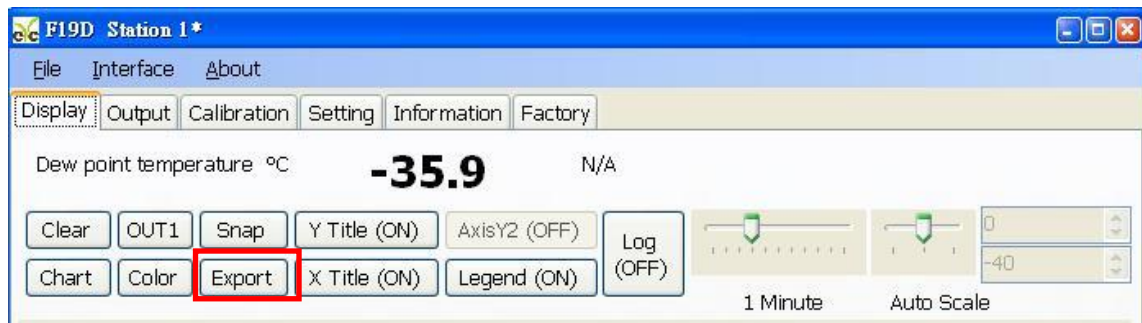 F19D Station 1*
File Interface About
Display Output Calibration Setting Information Factory
Dew point temperature ºC -35.9 N/A
Clear OUT1 Snap Y Title (ON) AxisY2 (OFF) Log (OFF) 0
Chart Color Export X Title (ON) Legend (ON) -40
1 Minute Auto Scale